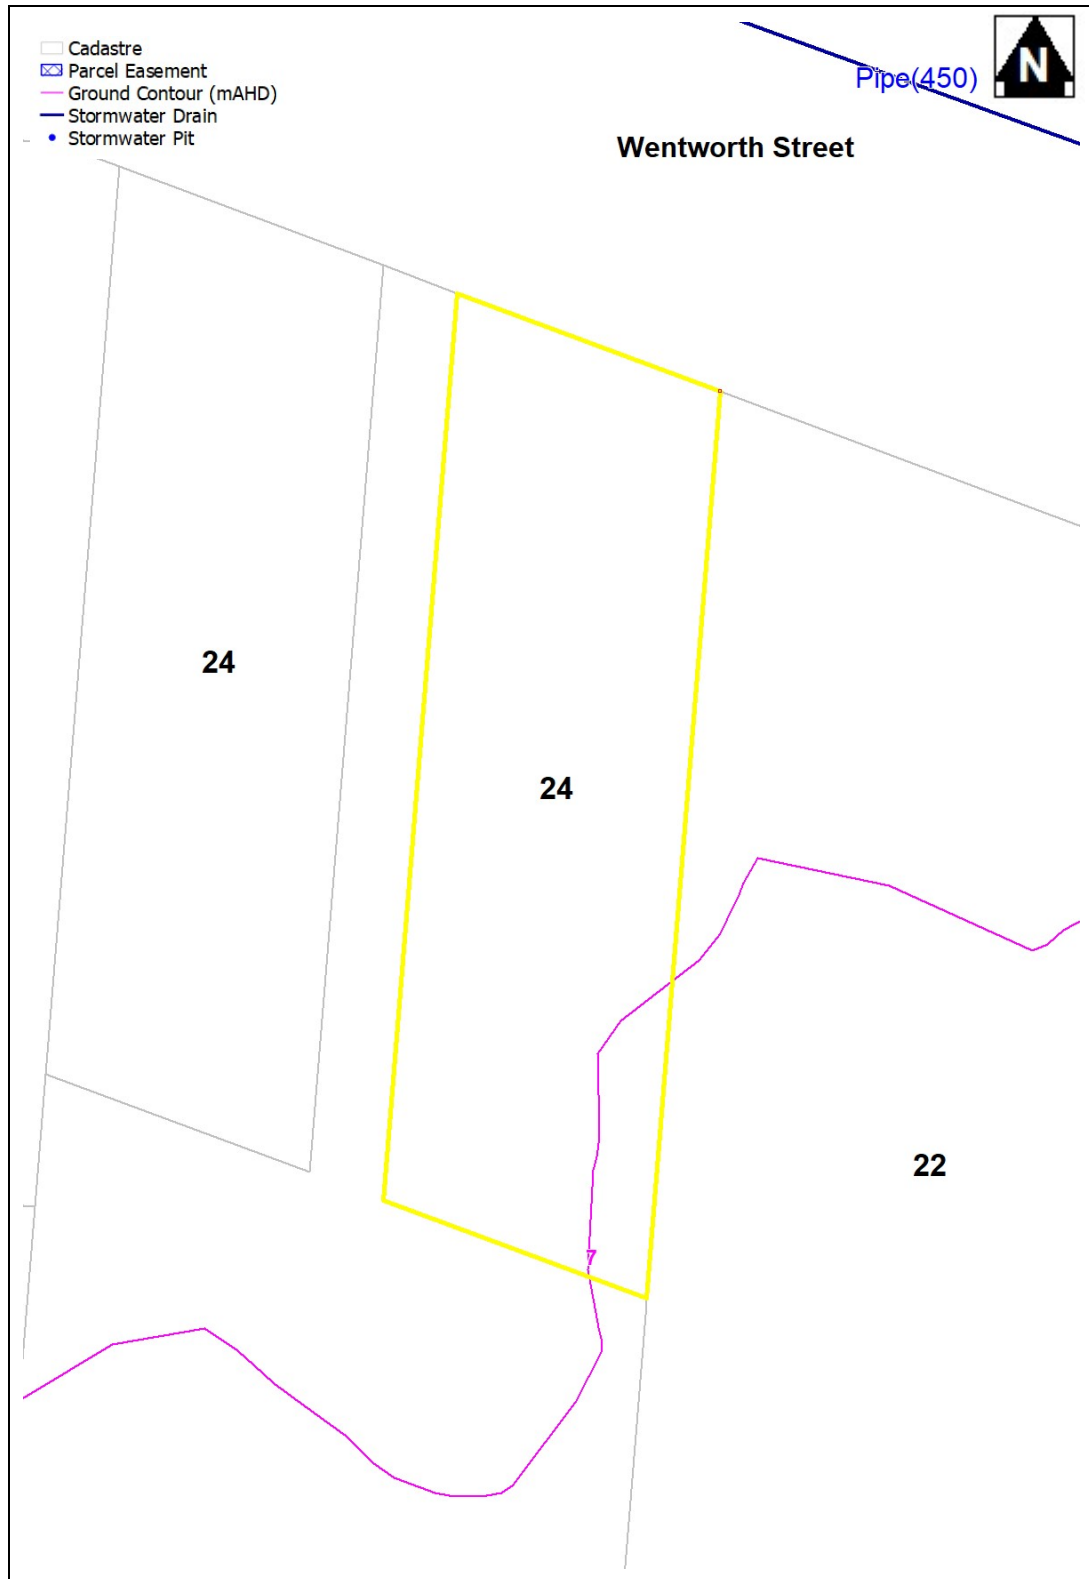 Cadastre
Parcel Easement
Ground Contour (mAHD)
Stormwater Drain
Stormwater Pit
Pipe(450)
N
Wentworth Street
24
24
22
7